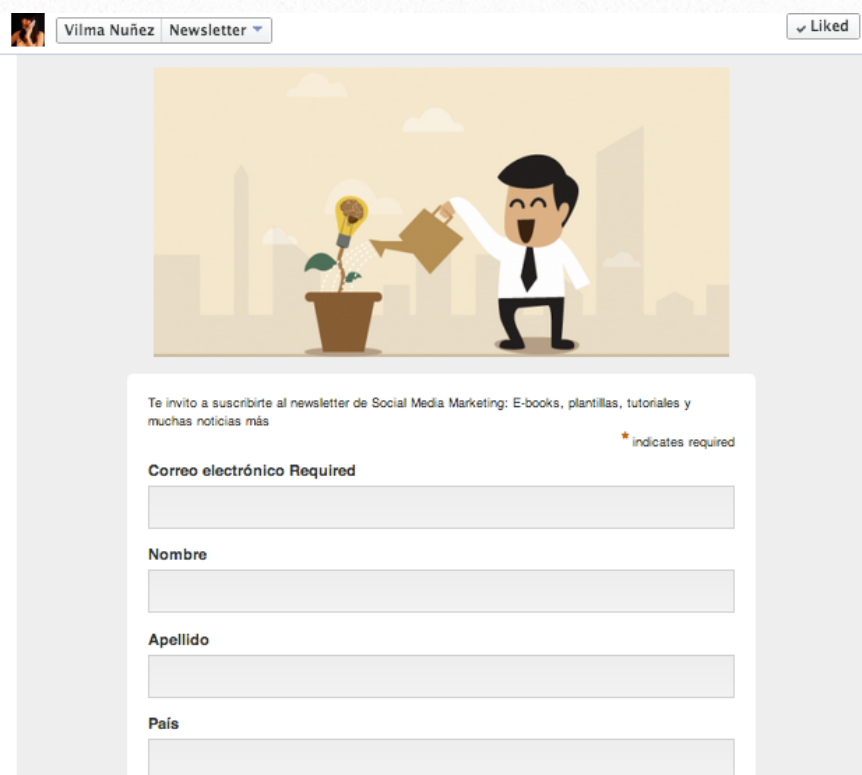 Vilma Nuñez Newsletter
Liked
Te invito a suscribirte al newsletter de Social Media Marketing: E-books, plantillas, tutoriales y
muchas noticias más
* indicates required
Correo electrónico Required
Nombre
Apellido
País